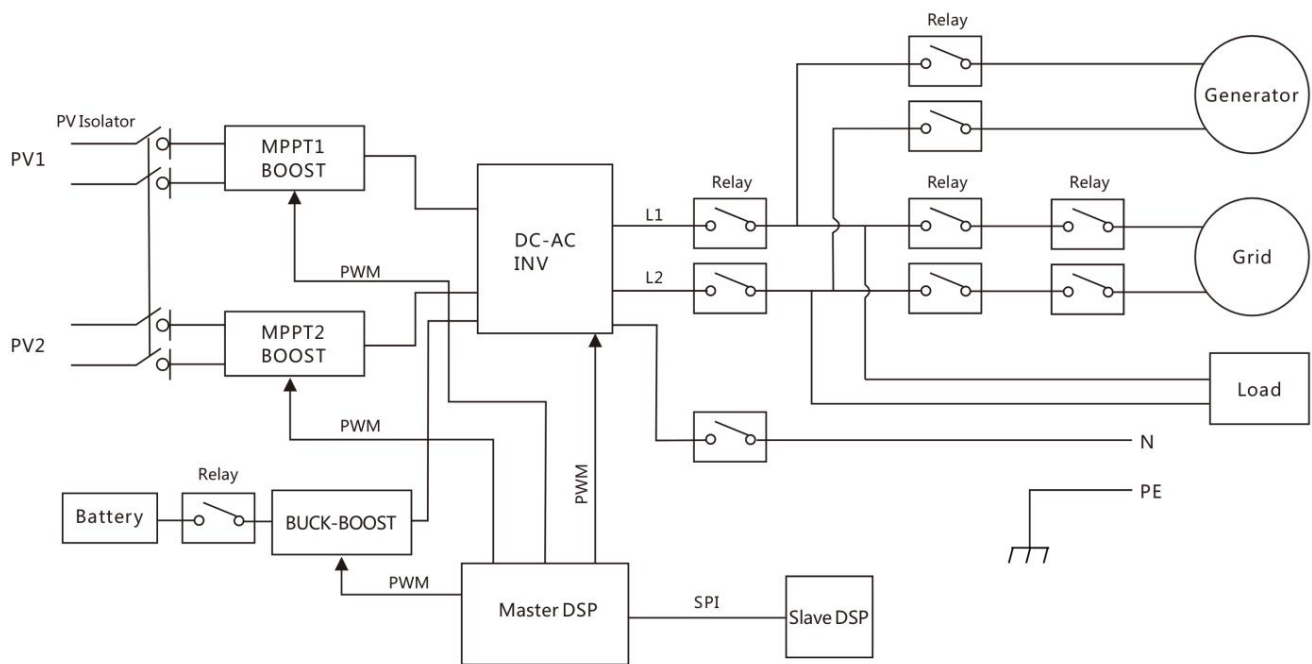 Relay
Generator
PV Isolator
PV1
MPPT1
BOOST
Relay
Relay
Relay
L1
DC-AC
INV
Grid
PWM
L2
PV2
MPPT2
BOOST
Load
PWM
N
PWM
Relay
PE
Battery
BUCK-BOOST
PWM
Master DSP
SPI
Slave DSP